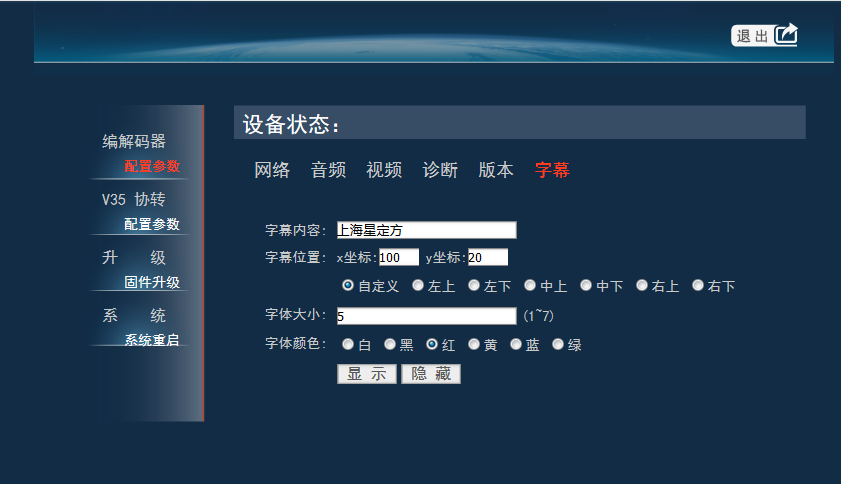 退 出
编解码器
配置参数
V35 协转
配置参数
升 级
固件升级
系 统
系统重启
设备状态：
网络 音频 视频 诊断 版本 字幕
字幕内容: 上海星定方
字幕位置: x坐标:100 y坐标:20
自定义 左上 左下 中上 中下 右上 右下
字体大小: 5 (1~7)
字体颜色: 白 黑 红 黄 蓝 绿
显 示 隐 藏